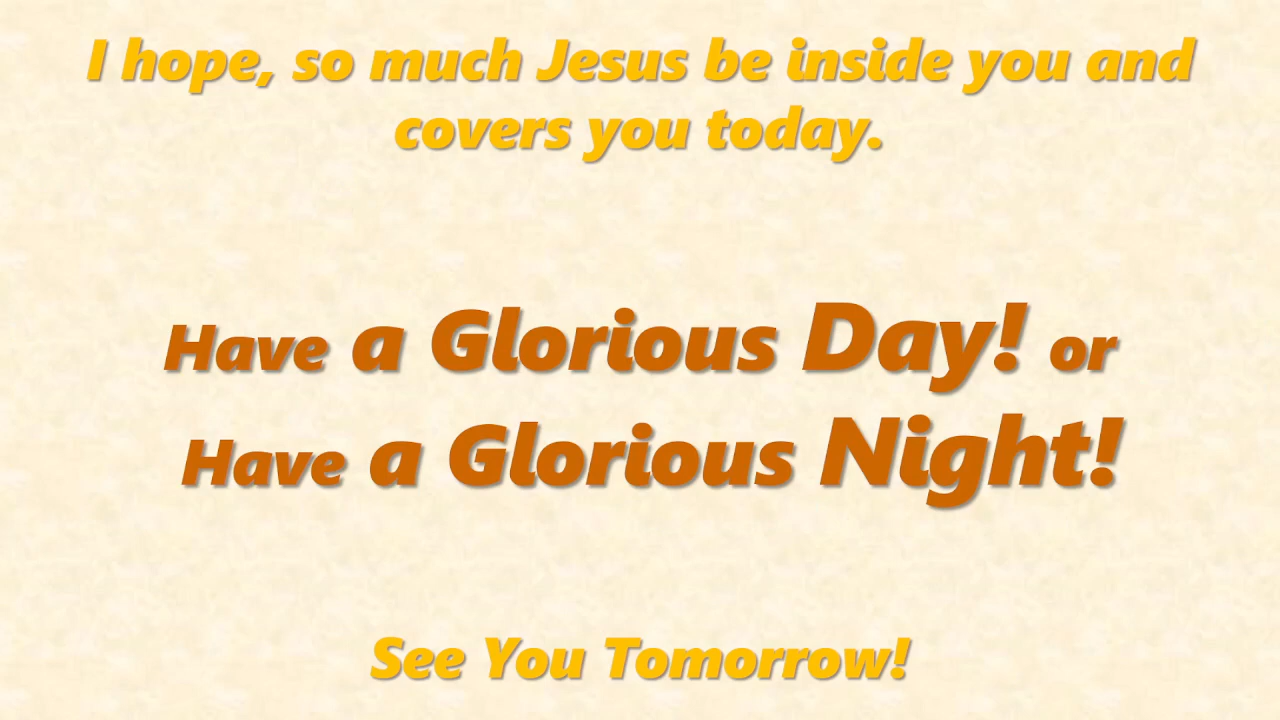 I hope, so much Jesus be inside you and
covers you today.
Have a Glorious Day! or
Have a Glorious Night!
See You Tomorrow!